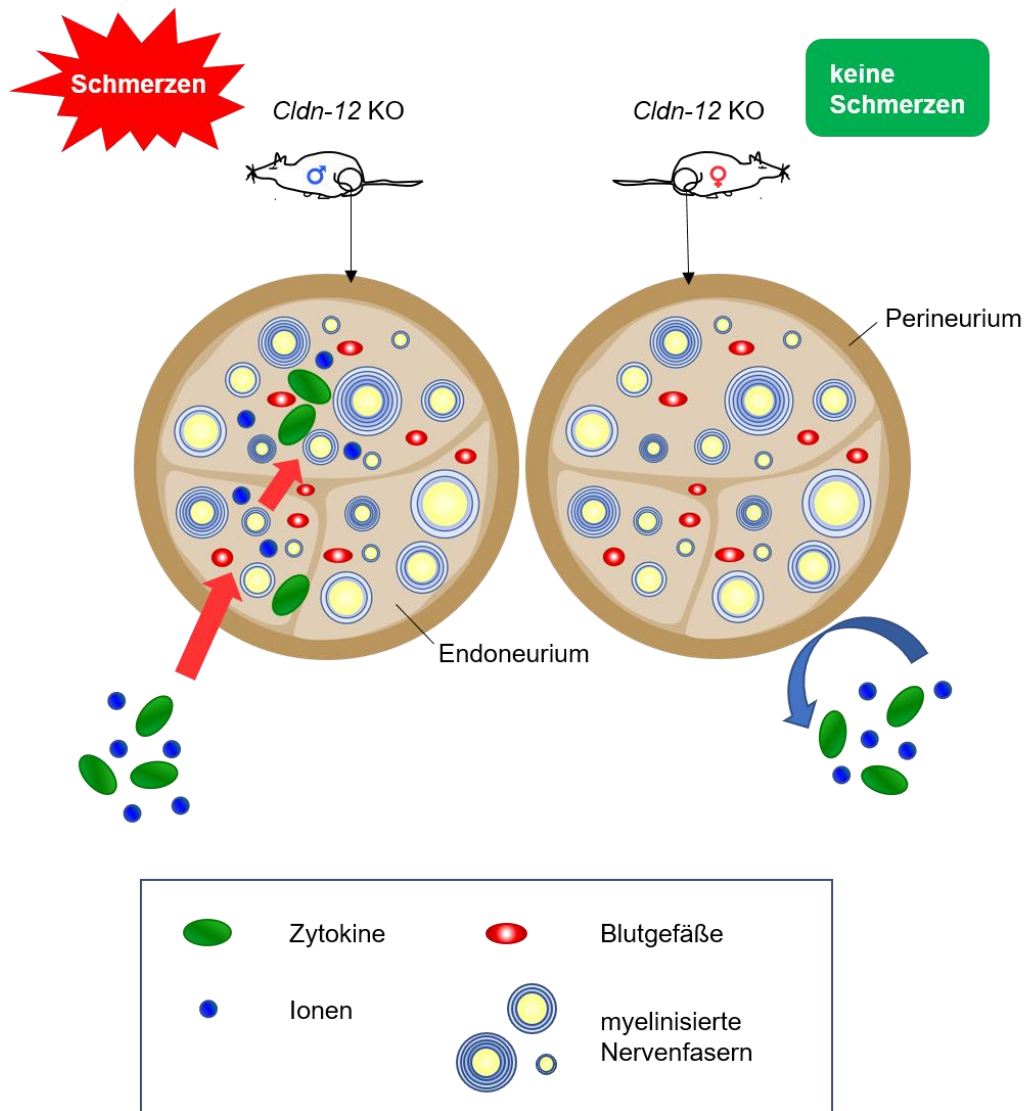 Schmerzen
keine
Schmerzen
Cldn-12 KO
Cldn-12 KO
♂
♀
Perineurium
Endoneurium
Zytokine
Blutgefäße
Ionen
myelinisierte
Nervenfasern